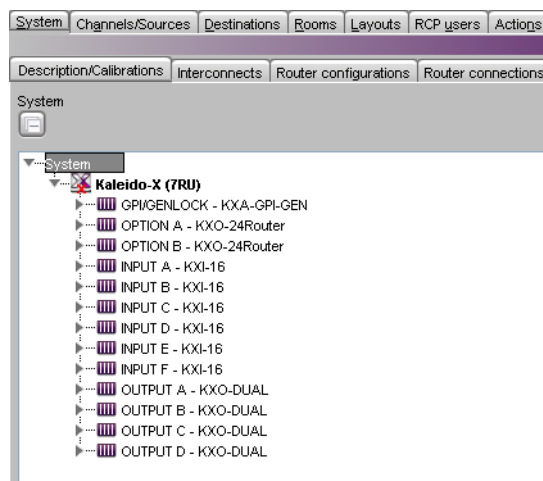 System Channels/Sources Destinations Rooms Layouts RCP users Actions
Description/Calibrations Interconnects Router configurations Router connections
System
System
Kaleido-X (7RU)
GPI/GENLOCK - KXA-GPI-GEN
OPTION A - KXO-24Router
OPTION B - KXO-24Router
INPUT A - KXI-16
INPUT B - KXI-16
INPUT C - KXI-16
INPUT D - KXI-16
INPUT E - KXI-16
INPUT F - KXI-16
OUTPUT A - KXO-DUAL
OUTPUT B - KXO-DUAL
OUTPUT C - KXO-DUAL
OUTPUT D - KXO-DUAL